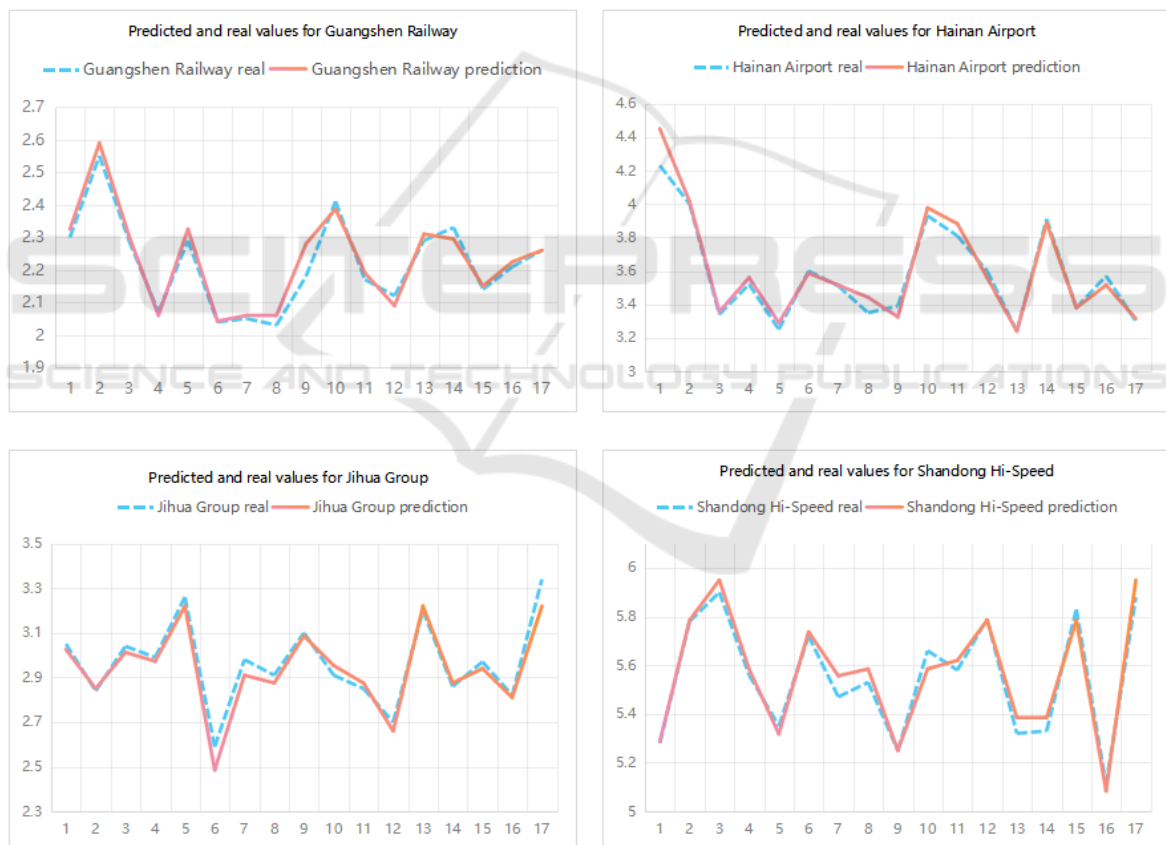 Predicted and real values for Guangshen Railway
Guangshen Railway real Guangshen Railway prediction
2.7
2.6
2.5
2.4
2.3
2.2
2.1
2
1.9
1 2 3 4 5 6 7 8 9 10 11 12 13 14 15 16 17
Predicted and real values for Hainan Airport
Hainan Airport real Hainan Airport prediction
4.6
4.4
4.2
4
3.8
3.6
3.4
3.2
3
1 2 3 4 5 6 7 8 9 10 11 12 13 14 15 16 17
SCITEPRESS
SCIENCE AND TECHNOLOGY PUBLICATIONS
Predicted and real values for Jihua Group
Jihua Group real Jihua Group prediction
3.5
3.3
3.1
2.9
2.7
2.5
2.3
1 2 3 4 5 6 7 8 9 10 11 12 13 14 15 16 17
Predicted and real values for Shandong Hi-Speed
Shandong Hi-Speed real Shandong Hi-Speed prediction
6
5.8
5.6
5.4
5.2
5
1 2 3 4 5 6 7 8 9 10 11 12 13 14 15 16 17